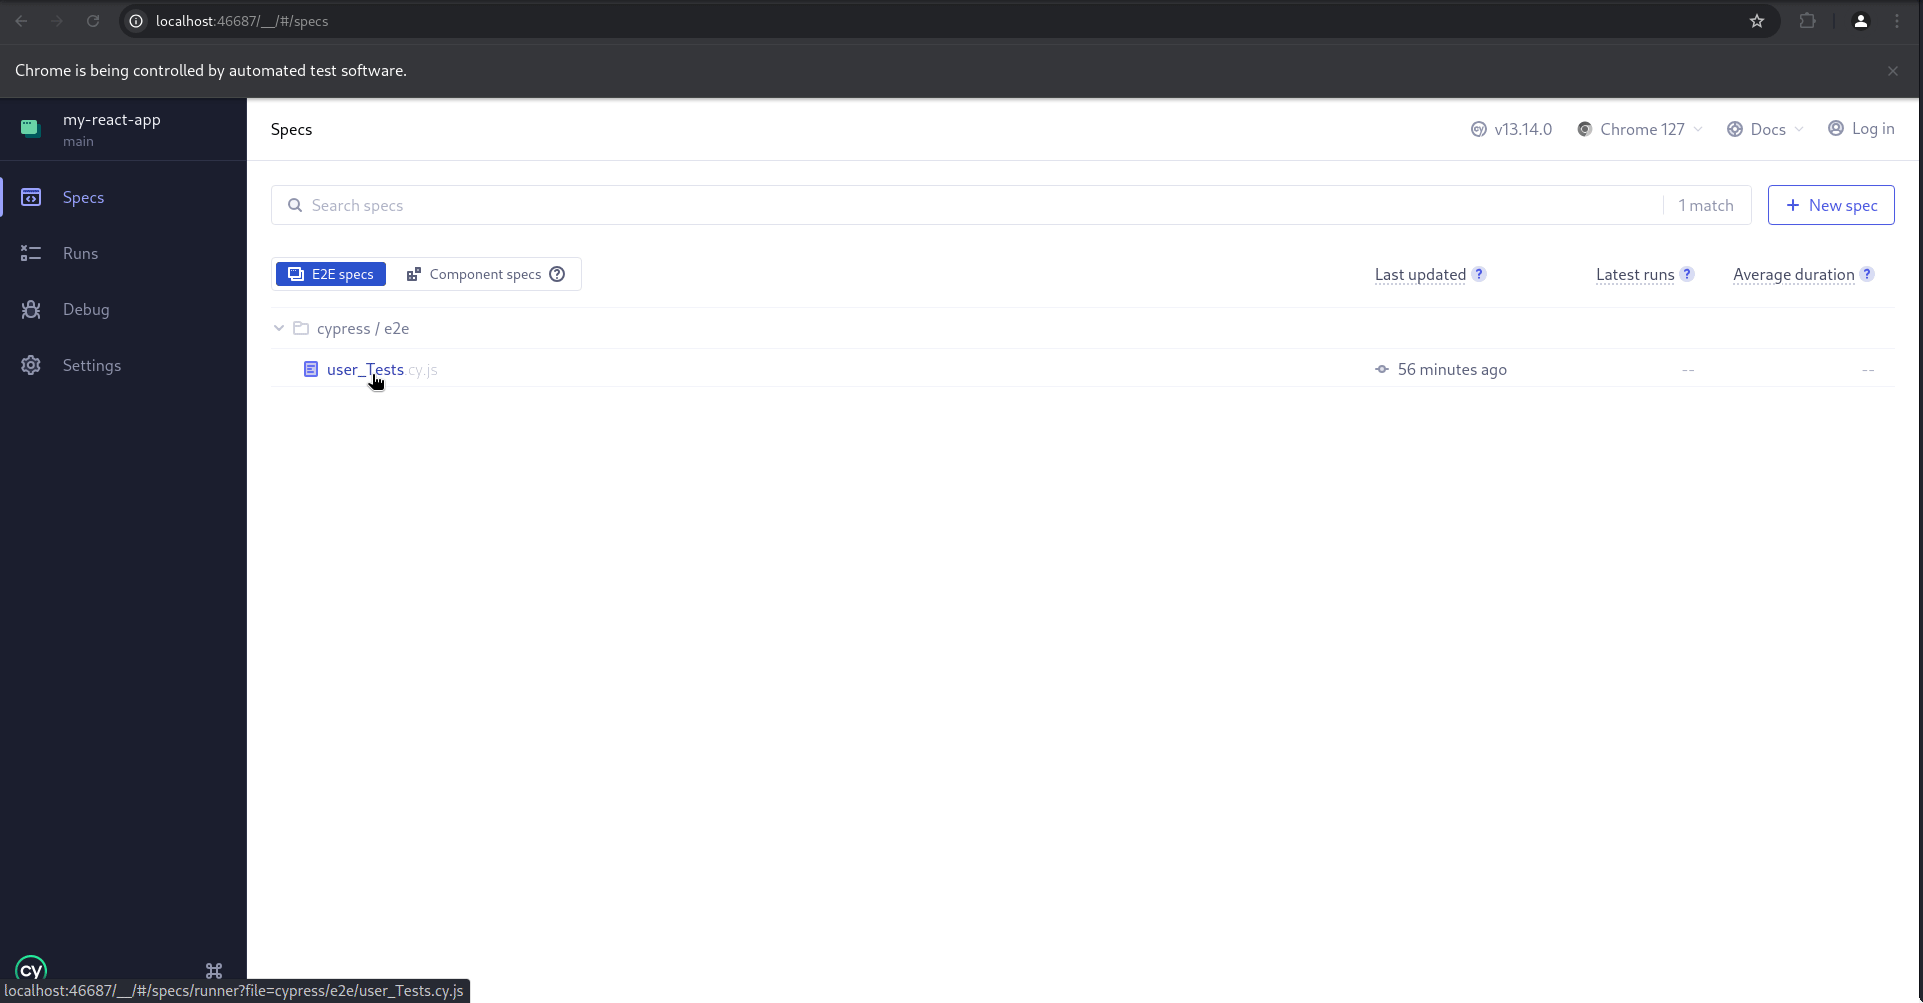 localhost:46687/__/#/specs
Chrome is being controlled by automated test software.
my-react-app
main
Specs
v13.14.0
Chrome 127
Docs
Log in
Specs
Runs
Debug
Settings
Search specs
1 match
+ New spec
E2E specs
Component specs ?
Last updated ?
Latest runs ?
Average duration ?
cypress / e2e
user_Tests.cy.js
56 minutes ago
--
--
cy
⌘
localhost:46687/__/#/specs/runner?file=cypress/e2e/user_Tests.cy.js